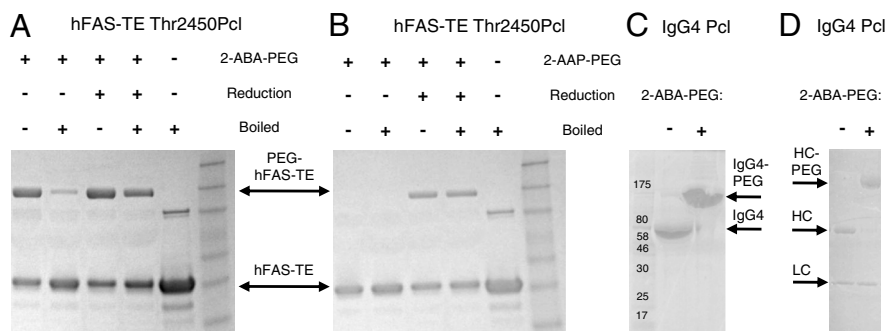 A
hFAS-TE Thr2450Pcl
+ + + + - 2-ABA-PEG
- - + + Reduction
- + - + + Boiled
PEG-
hFAS-TE
hFAS-TE
B
hFAS-TE Thr2450Pcl
+ + + + - 2-AAP-PEG
- - + + Reduction
- + - + + Boiled
C
IgG4 Pcl
2-ABA-PEG:
- +
175
80
58
46
30
25
17
IgG4-
PEG
IgG4
D
IgG4 Pcl
2-ABA-PEG:
- +
HC-
PEG
HC
LC